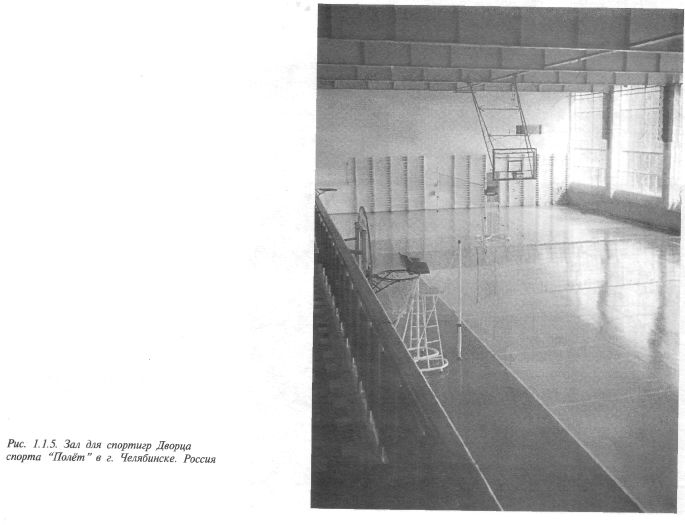 Рис. 1.1.5. Зал для спортигр Дворца
спорта “Полёт” в г. Челябинске. Россия